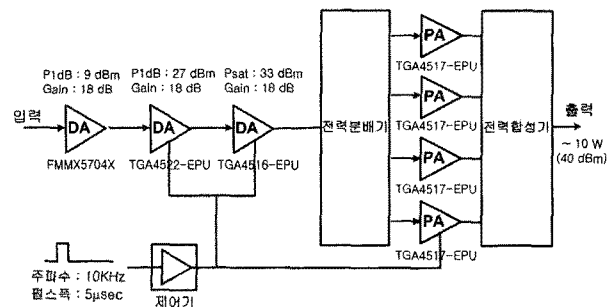 P1dB : 9 dBm
Gain : 18 dB
P1dB : 27 dBm
Gain : 18 dB
Psat : 33 dBm
Gain : 18 dB
입력
DA
DA
DA
FMMX5704X
TGA4522-EPU
TGA4516-EPU
전력분배기
PA
TGA4517-EPU
PA
TGA4517-EPU
PA
TGA4517-EPU
PA
TGA4517-EPU
전력합성기
출력
~ 10 W
(40 dBm)
주파수 : 10KHz
펄스폭 : 5μsec
제어기